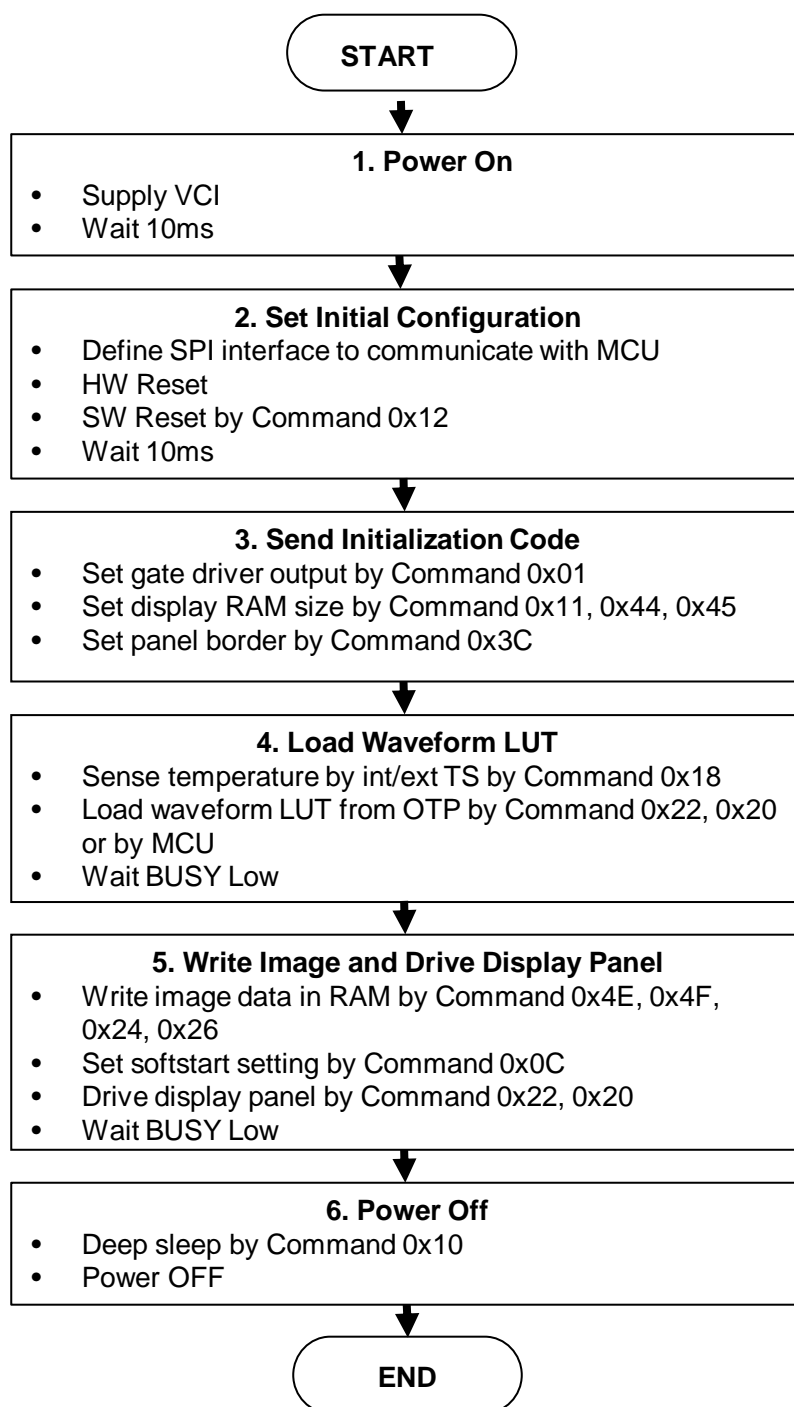 START
1. Power On
• Supply VCI
• Wait 10ms
2. Set Initial Configuration
• Define SPI interface to communicate with MCU
• HW Reset
• SW Reset by Command 0x12
• Wait 10ms
3. Send Initialization Code
• Set gate driver output by Command 0x01
• Set display RAM size by Command 0x11, 0x44, 0x45
• Set panel border by Command 0x3C
4. Load Waveform LUT
• Sense temperature by int/ext TS by Command 0x18
• Load waveform LUT from OTP by Command 0x22, 0x20
or by MCU
• Wait BUSY Low
5. Write Image and Drive Display Panel
• Write image data in RAM by Command 0x4E, 0x4F,
0x24, 0x26
• Set softstart setting by Command 0x0C
• Drive display panel by Command 0x22, 0x20
• Wait BUSY Low
6. Power Off
• Deep sleep by Command 0x10
• Power OFF
END